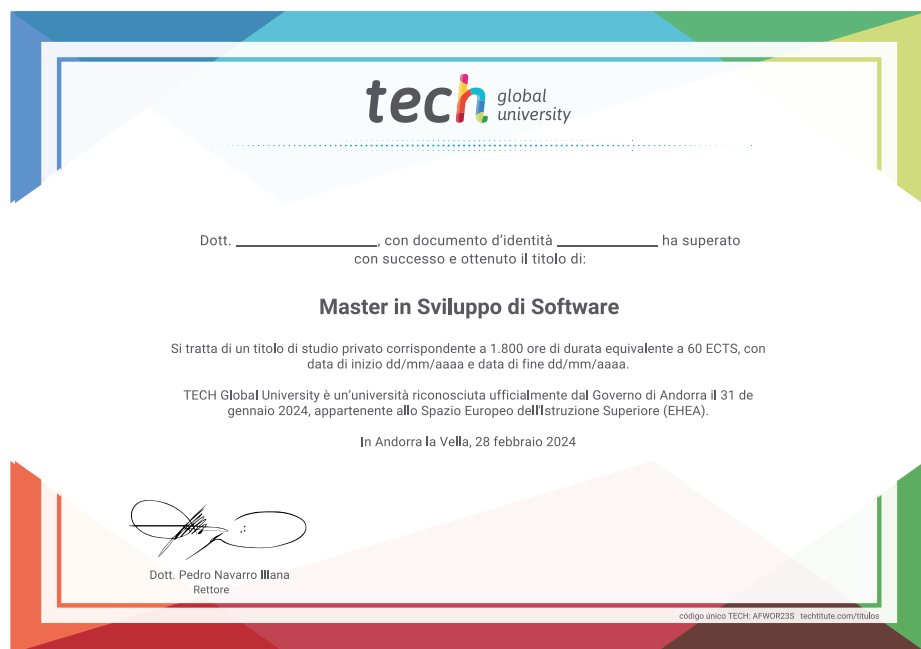 tech global university
Dott. ____________, con documento d'identità ____________ ha superato
con successo e ottenuto il titolo di:
Master in Sviluppo di Software
Si tratta di un titolo di studio privato corrispondente a 1.800 ore di durata equivalente a 60 ECTS, con
data di inizio dd/mm/aaaa e data di fine dd/mm/aaaa.
TECH Global University è un'università riconosciuta ufficialmente dal Governo di Andorra il 31 de
gennaio 2024, appartenente allo Spazio Europeo dell'Istruzione Superiore (EHEA).
In Andorra la Vella, 28 febbraio 2024
Dott. Pedro Navarro Illana
Rettore
código único TECH: AFWOR23S techtitute.com/titulos